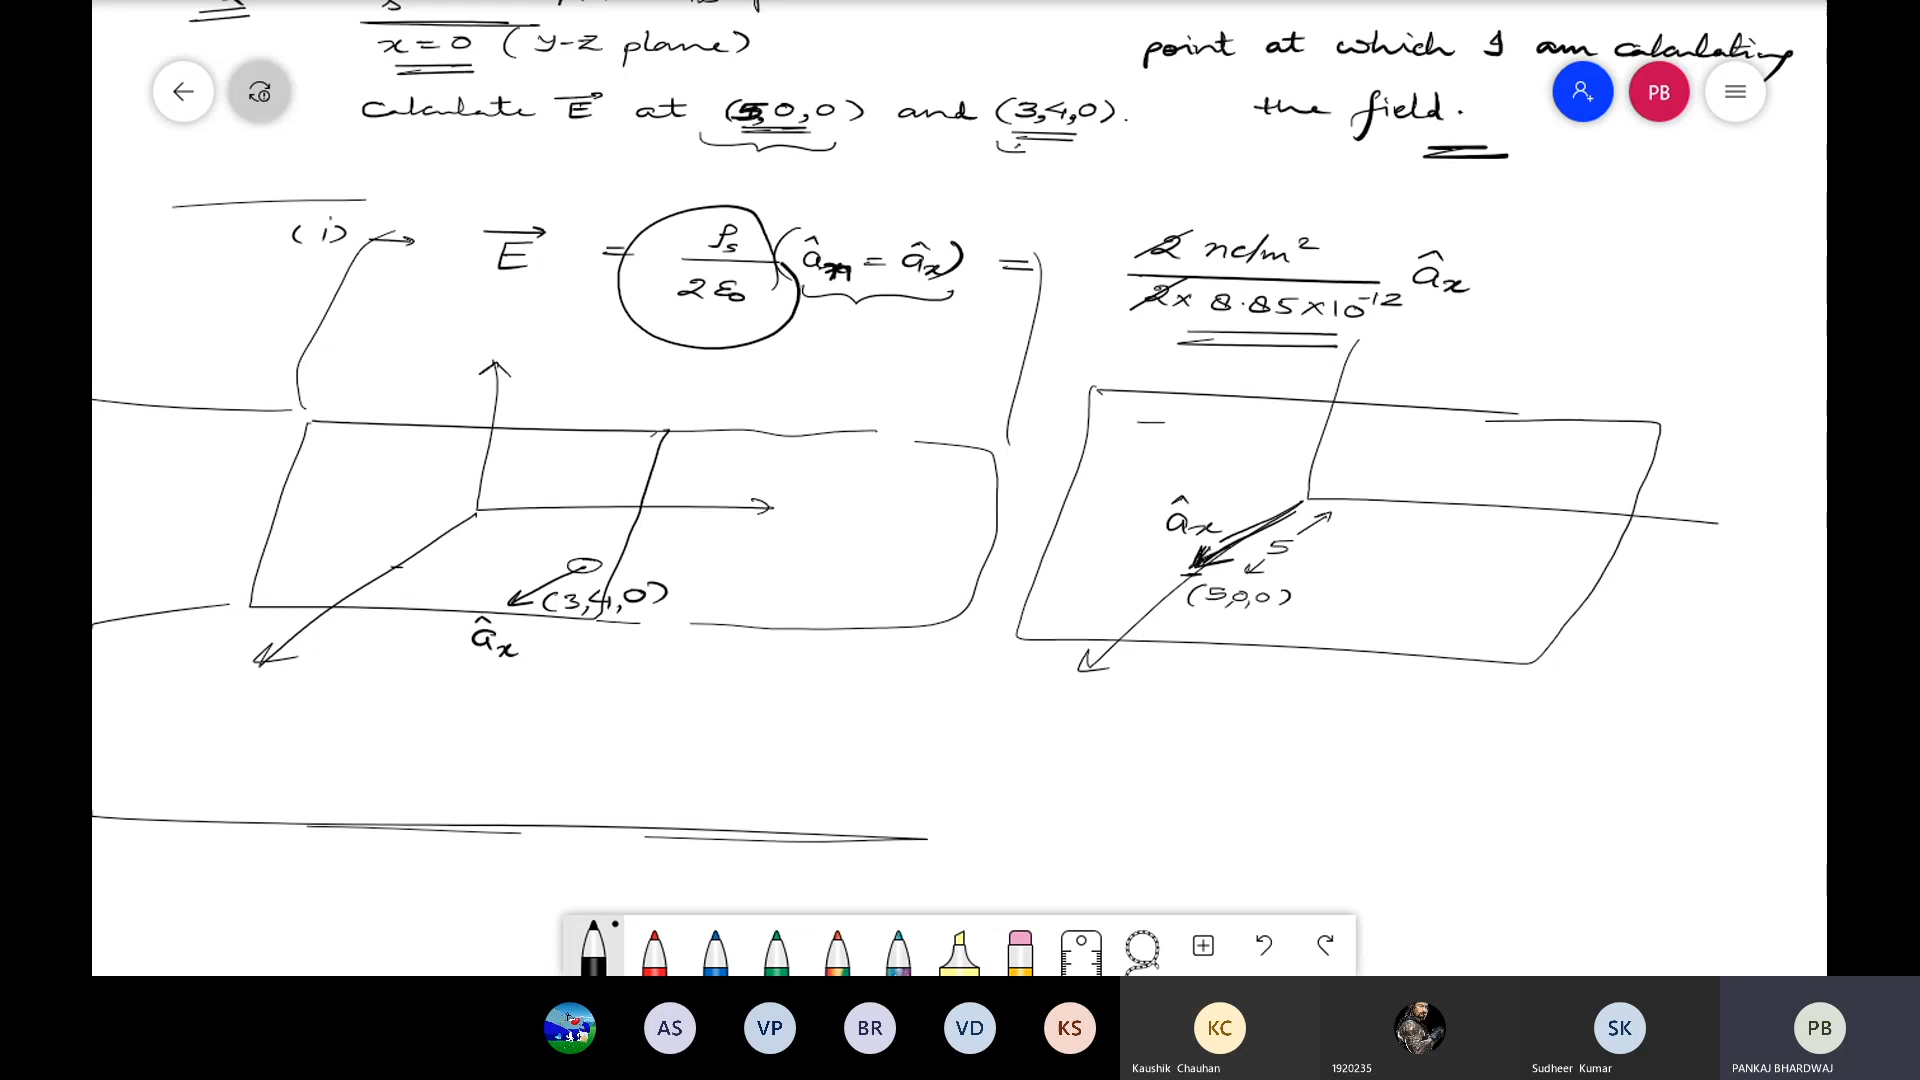 x = 0 (y-z plane)
calculate E⃗ at (5,0,0) and (3,4,0).
point at which I am calculating
the field.
PB
(i) → E⃗ = ρs / 2ε0 (âₙ = âₓ) = 2 nc/m² / 2 × 8.85×10⁻¹² âₓ
(3,4,0)
âₓ
âₓ
5
(5,0,0)
AS VP BR VD KS KC SK PB
Kaushik Chauhan 1920235 Sudheer Kumar PANKAJ BHARDWAJ